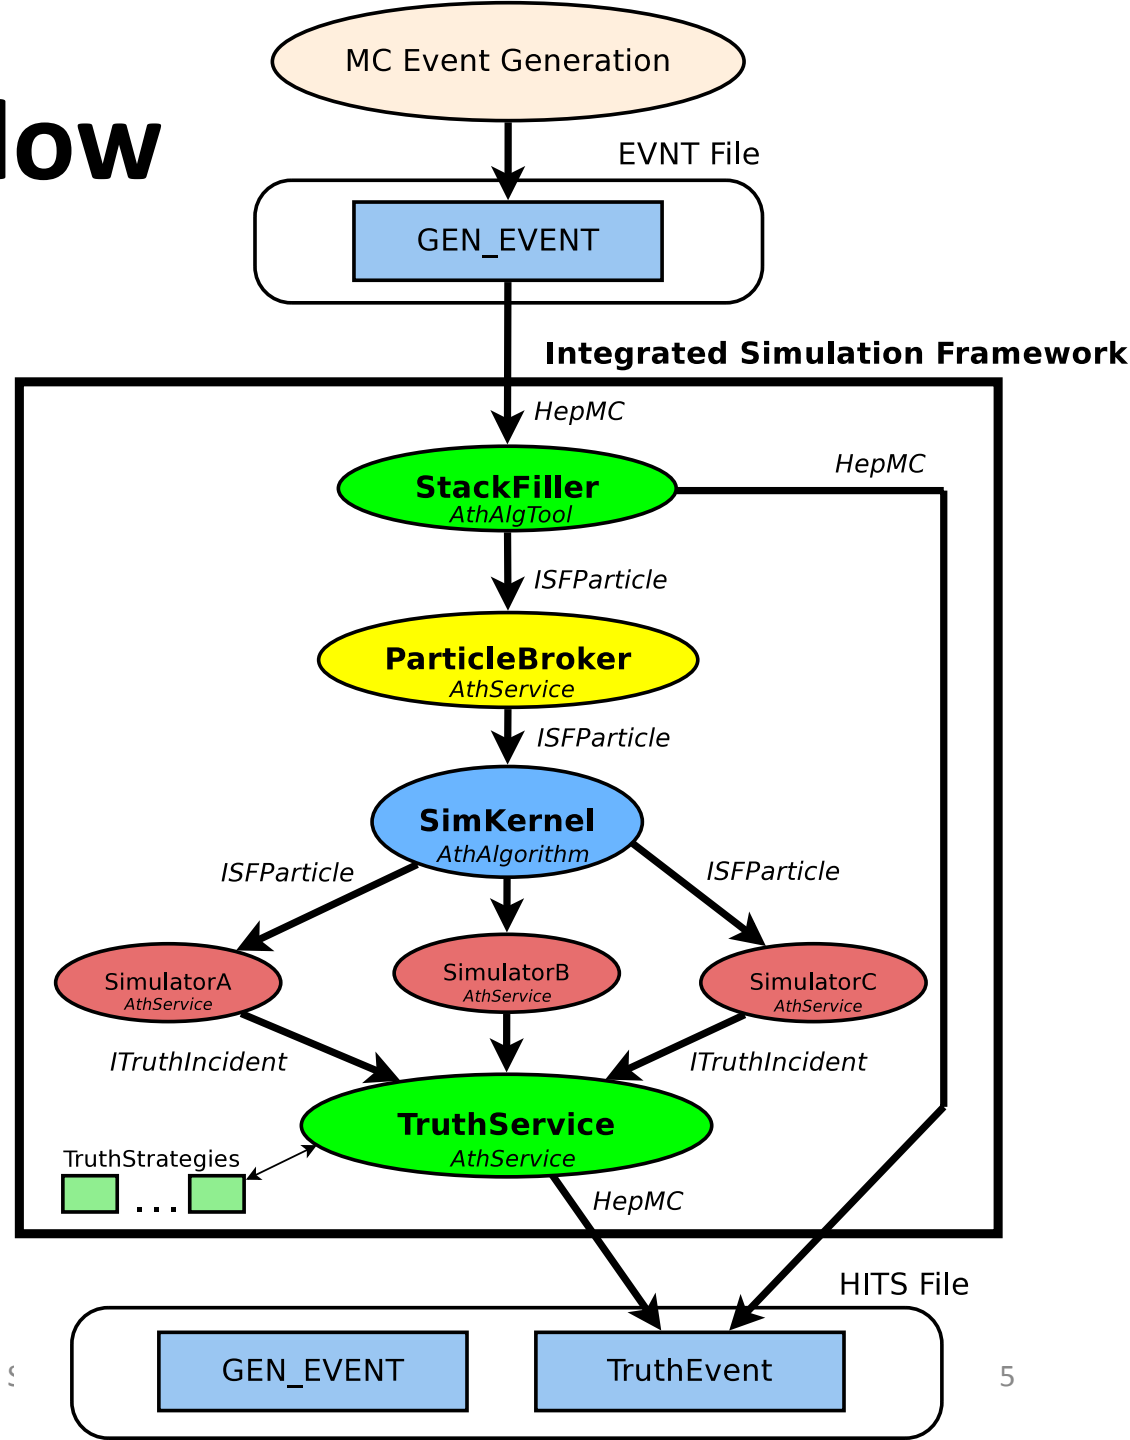 MC Event Generation
low
EVNT File
GEN_EVENT
Integrated Simulation Framework
HepMC
HepMC
StackFiller
AthAlgTool
ISFParticle
ParticleBroker
AthService
ISFParticle
SimKernel
AthAlgorithm
ISFParticle
ISFParticle
SimulatorA
AthService
SimulatorB
AthService
SimulatorC
AthService
ITruthIncident
ITruthIncident
TruthService
AthService
TruthStrategies
...
HepMC
HITS File
GEN_EVENT
TruthEvent
5